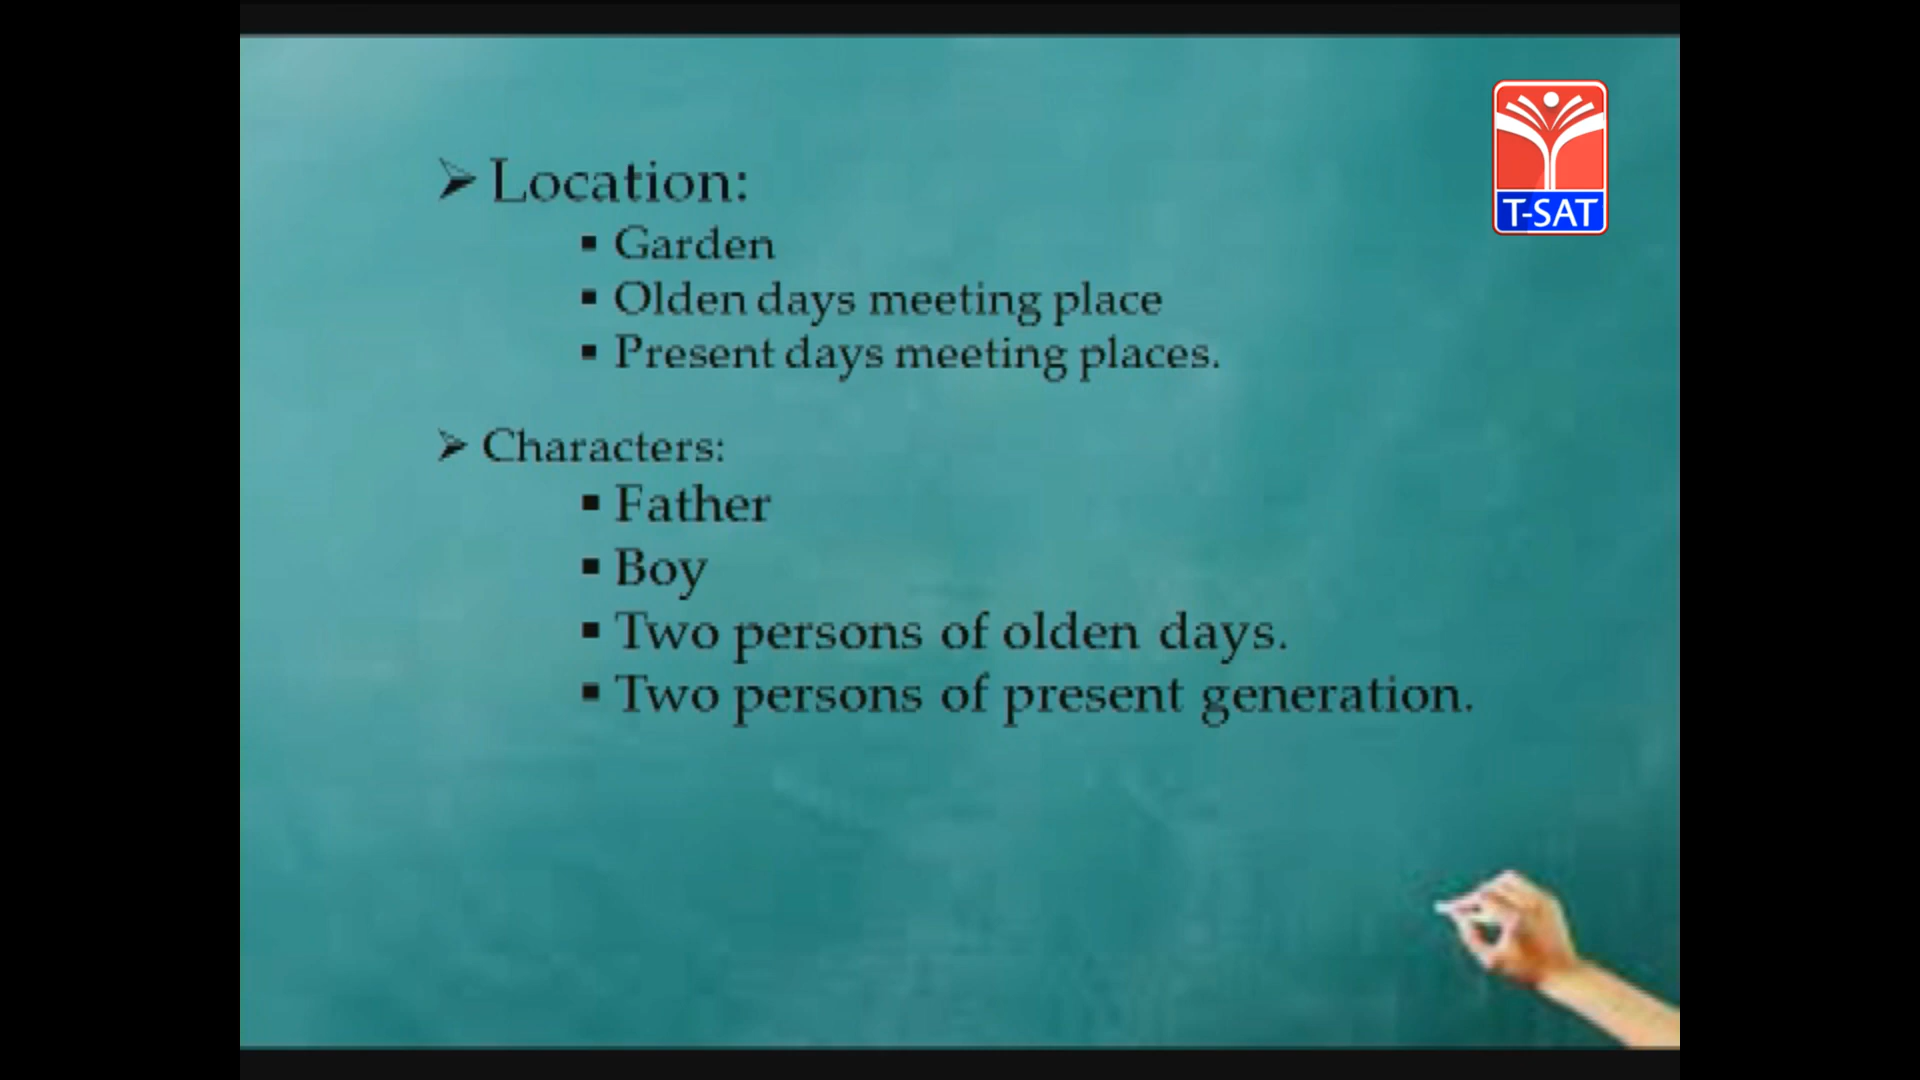 Location:
Garden
Olden days meeting place
Present days meeting places.
Characters:
Father
Boy
Two persons of olden days.
Two persons of present generation.
T-SAT